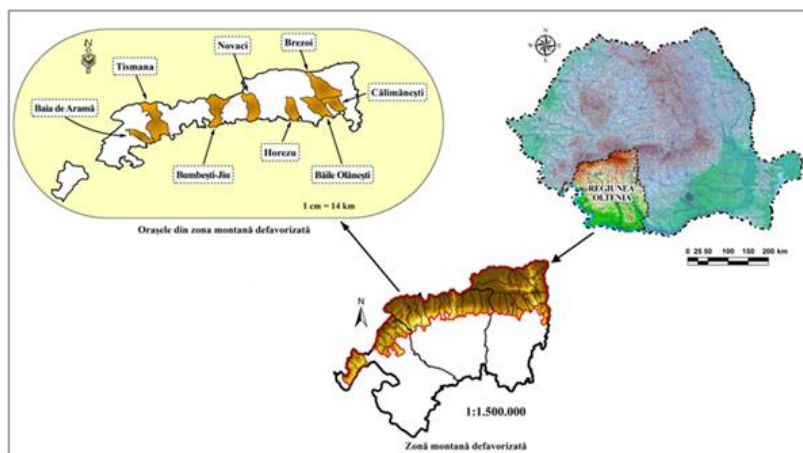 N
Novaci
Brezoi
Tismana
Călimănești
Baia de Aramă
Bumbești-Jiu
Horezu
Băile Olănești
1 cm = 14 km
Orașele din zona montană defavorizată
N
W
E
S
REGIUNEA
OLTENIA
0 25 50 100 150 200 km
N
1:1.500.000
Zonă montană defavorizată